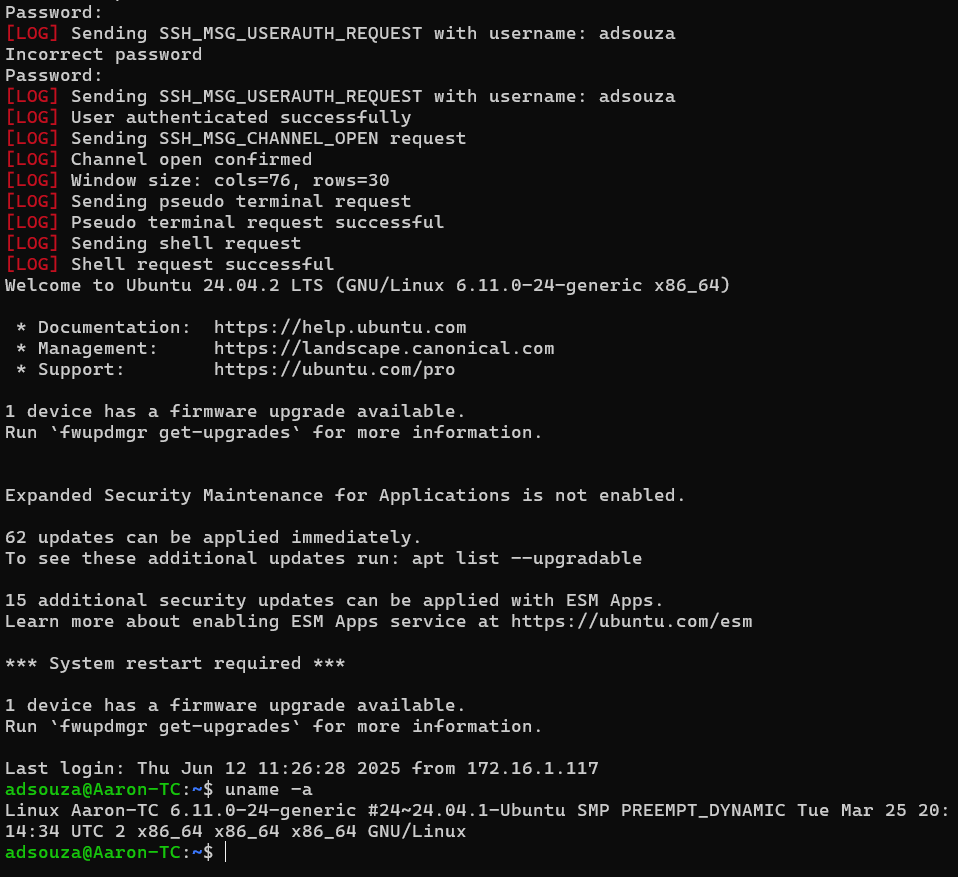 Password:
[LOG] Sending SSH_MSG_USERAUTH_REQUEST with username: adsouza
Incorrect password
Password:
[LOG] Sending SSH_MSG_USERAUTH_REQUEST with username: adsouza
[LOG] User authenticated successfully
[LOG] Sending SSH_MSG_CHANNEL_OPEN request
[LOG] Channel open confirmed
[LOG] Window size: cols=76, rows=30
[LOG] Sending pseudo terminal request
[LOG] Pseudo terminal request successful
[LOG] Sending shell request
[LOG] Shell request successful
Welcome to Ubuntu 24.04.2 LTS (GNU/Linux 6.11.0-24-generic x86_64)

 * Documentation:  https://help.ubuntu.com
 * Management:     https://landscape.canonical.com
 * Support:        https://ubuntu.com/pro

1 device has a firmware upgrade available.
Run `fwupdmgr get-upgrades` for more information.


Expanded Security Maintenance for Applications is not enabled.

62 updates can be applied immediately.
To see these additional updates run: apt list --upgradable

15 additional security updates can be applied with ESM Apps.
Learn more about enabling ESM Apps service at https://ubuntu.com/esm

*** System restart required ***

1 device has a firmware upgrade available.
Run `fwupdmgr get-upgrades` for more information.

Last login: Thu Jun 12 11:26:28 2025 from 172.16.1.117
adsouza@Aaron-TC:~$ uname -a
Linux Aaron-TC 6.11.0-24-generic #24~24.04.1-Ubuntu SMP PREEMPT_DYNAMIC Tue Mar 25 20:
14:34 UTC 2 x86_64 x86_64 x86_64 GNU/Linux
adsouza@Aaron-TC:~$